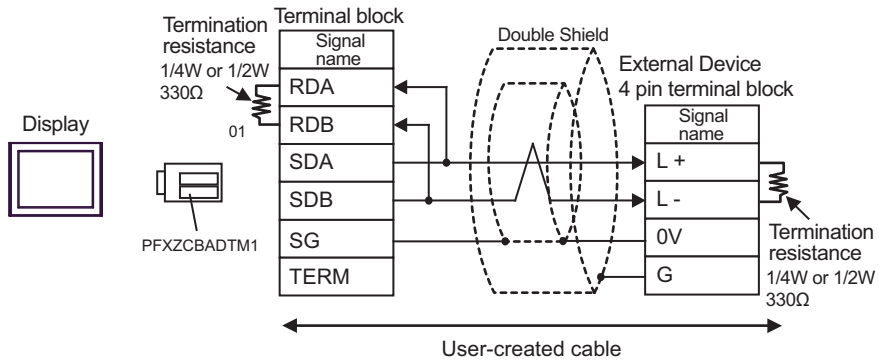 Termination
resistance
1/4W or 1/2W
330Ω
01
Display
PFXZCBADTM1
Terminal block
Signal
name
RDA
RDB
SDA
SDB
SG
TERM
Double Shield
External Device
4 pin terminal block
Signal
name
L +
L -
0V
G
Termination
resistance
1/4W or 1/2W
330Ω
User-created cable